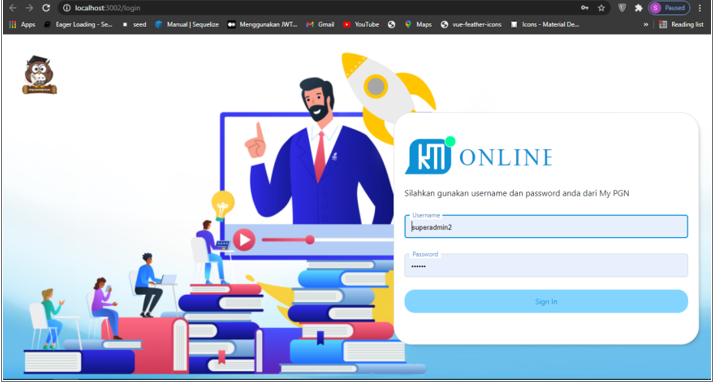 localhost:3002/login
S Paused
Apps
Eager Loading - Se...
seed
Manual | Sequelize
Menggunakan JWT...
Gmail
YouTube
Maps
vue-feather-icons
Icons - Material De...
»
Reading list
KM ONLINE
Silahkan gunakan username dan password anda dari My PGN
Username
superadmin2
Password
••••••
Sign In